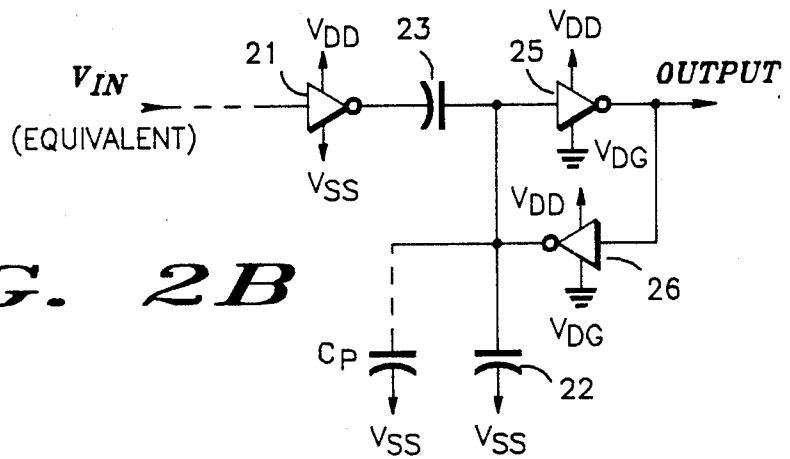 VDD
23
VDD
21
25
VIN
OUTPUT
(EQUIVALENT)
VSS
VDG
VDD
G. 2B
26
VDG
CP
22
VSS
VSS